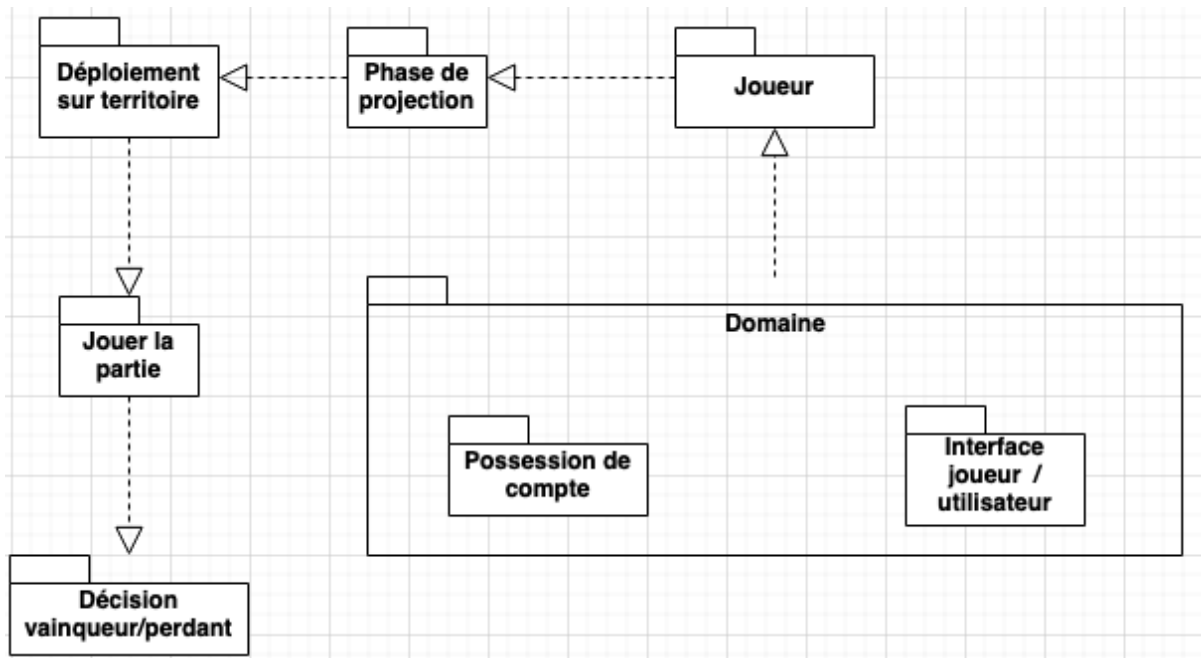 Déploiement
sur territoire
Phase de
projection
Joueur
Jouer la
partie
Domaine
Possession de
compte
Interface
joueur /
utilisateur
Décision
vainqueur/perdant